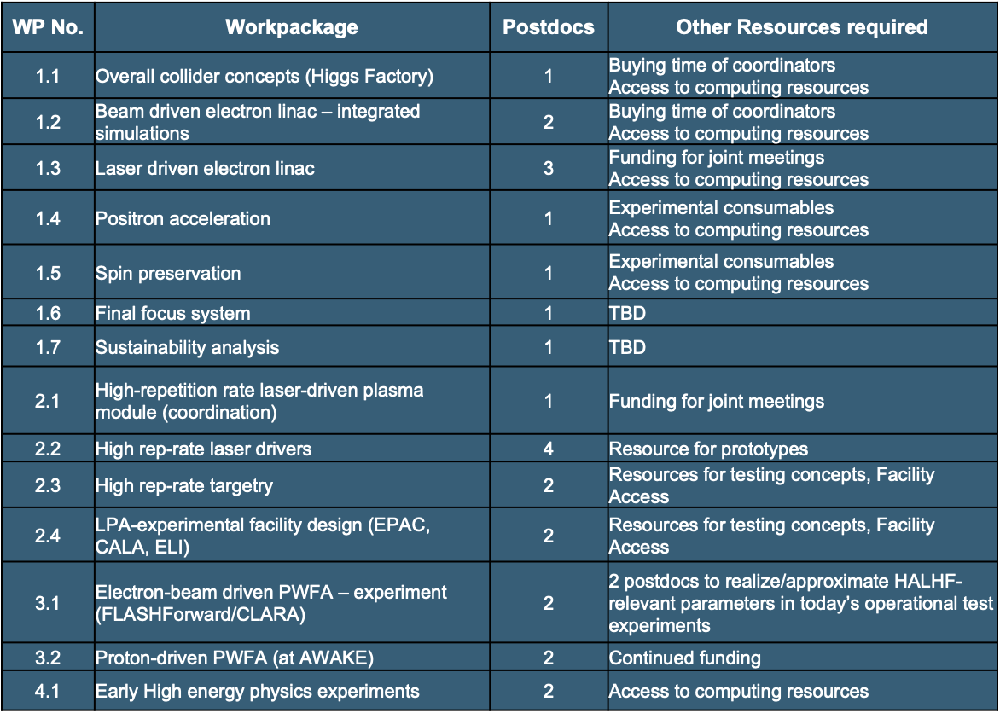 WP No. Workpackage Postdocs Other Resources required
1.1 Overall collider concepts (Higgs Factory) 1 Buying time of coordinators
Access to computing resources
1.2 Beam driven electron linac – integrated
simulations 2 Buying time of coordinators
Access to computing resources
1.3 Laser driven electron linac 3 Funding for joint meetings
Access to computing resources
1.4 Positron acceleration 1 Experimental consumables
Access to computing resources
1.5 Spin preservation 1 Experimental consumables
Access to computing resources
1.6 Final focus system 1 TBD
1.7 Sustainability analysis 1 TBD
2.1 High-repetition rate laser-driven plasma
module (coordination) 1 Funding for joint meetings
2.2 High rep-rate laser drivers 4 Resource for prototypes
2.3 High rep-rate targetry 2 Resources for testing concepts, Facility
Access
2.4 LPA-experimental facility design (EPAC,
CALA, ELI) 2 Resources for testing concepts, Facility
Access
3.1 Electron-beam driven PWFA – experiment
(FLASHForward/CLARA) 2 2 postdocs to realize/approximate HALHF-
relevant parameters in today’s operational test
experiments
3.2 Proton-driven PWFA (at AWAKE) 2 Continued funding
4.1 Early High energy physics experiments 2 Access to computing resources